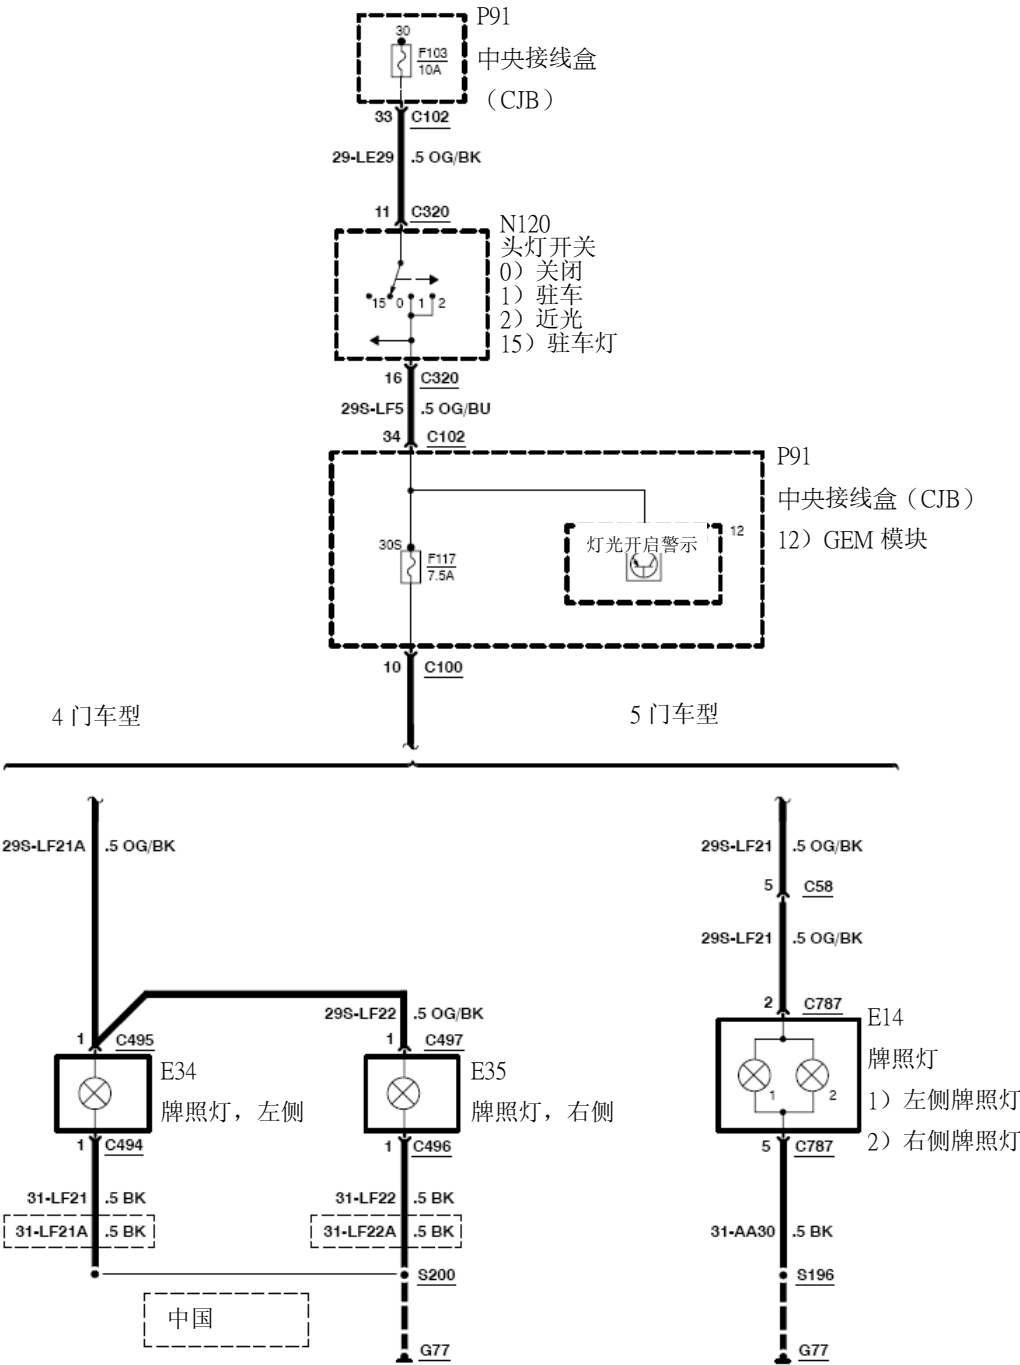 P91
30
F103
10A
中央接线盒
（CJB）
33 C102
29-LE29 .5 OG/BK
11 C320
N120
头灯开关
0）关闭
1）驻车
2）近光
15）驻车灯
15 0 1 2
16 C320
29S-LF5 .5 OG/BU
34 C102
P91
中央接线盒（CJB）
12）GEM 模块
灯光开启警示
12
30S
F117
7.5A
10 C100
4 门车型
5 门车型
29S-LF21A .5 OG/BK
29S-LF21 .5 OG/BK
5 C58
29S-LF21 .5 OG/BK
29S-LF22 .5 OG/BK
2 C787
1 C495
1 C497
E34
牌照灯，左侧
E35
牌照灯，右侧
E14
牌照灯
1）左侧牌照灯
2）右侧牌照灯
1 2
1 C494
1 C496
5 C787
31-LF21 .5 BK
31-LF22 .5 BK
31-LF21A .5 BK
31-LF22A .5 BK
31-AA30 .5 BK
S200
S196
中国
G77
G77